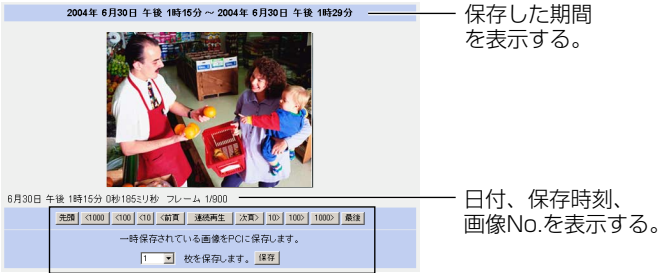 2004年 6月30日 午後 1時15分 ～ 2004年 6月30日 午後 1時29分
保存した期間
を表示する。
6月30日 午後 1時15分 0秒185ミリ秒 フレーム 1/900
日付、保存時刻、
画像No.を表示する。
先頭 <1000 <100 <10 <前頁 連続再生 次頁> 10> 100> 1000> 最後
一時保存されている画像をPCに保存します。
1 枚を保存します。 保存